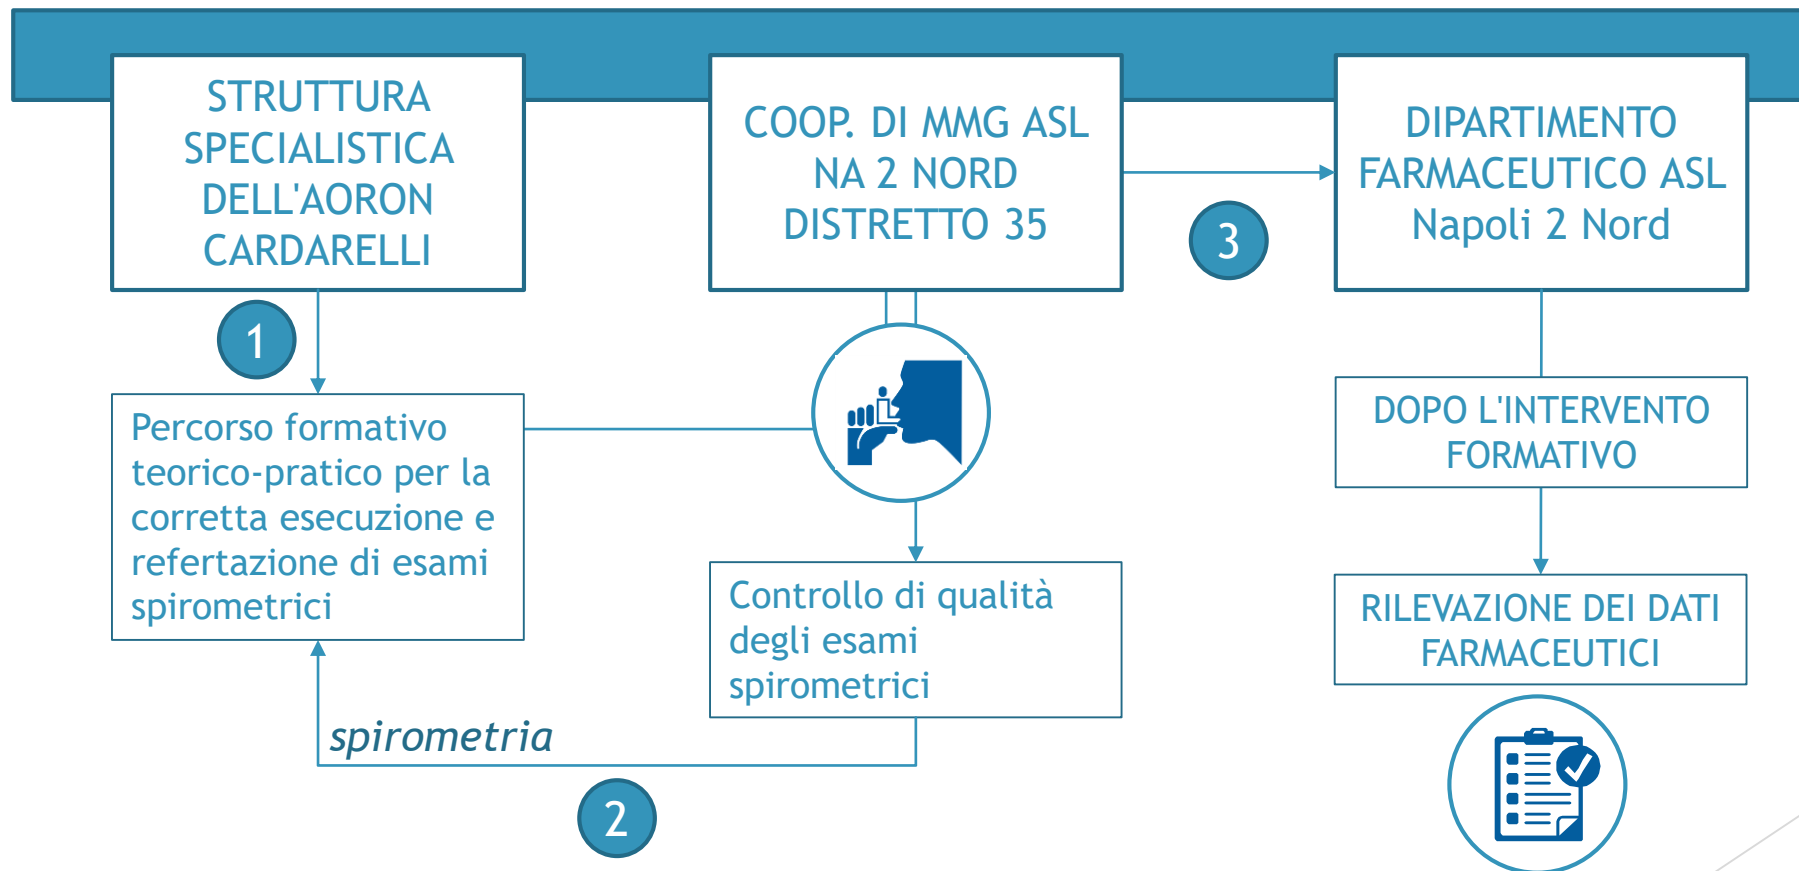 STRUTTURA
SPECIALISTICA
DELL'AORON
CARDARELLI
COOP. DI MMG ASL
NA 2 NORD
DISTRETTO 35
DIPARTIMENTO
FARMACEUTICO ASL
Napoli 2 Nord
3
1
Percorso formativo
teorico-pratico per la
corretta esecuzione e
refertazione di esami
spirometrici
DOPO L'INTERVENTO
FORMATIVO
Controllo di qualità
degli esami
spirometrici
RILEVAZIONE DEI DATI
FARMACEUTICI
spirometria
2